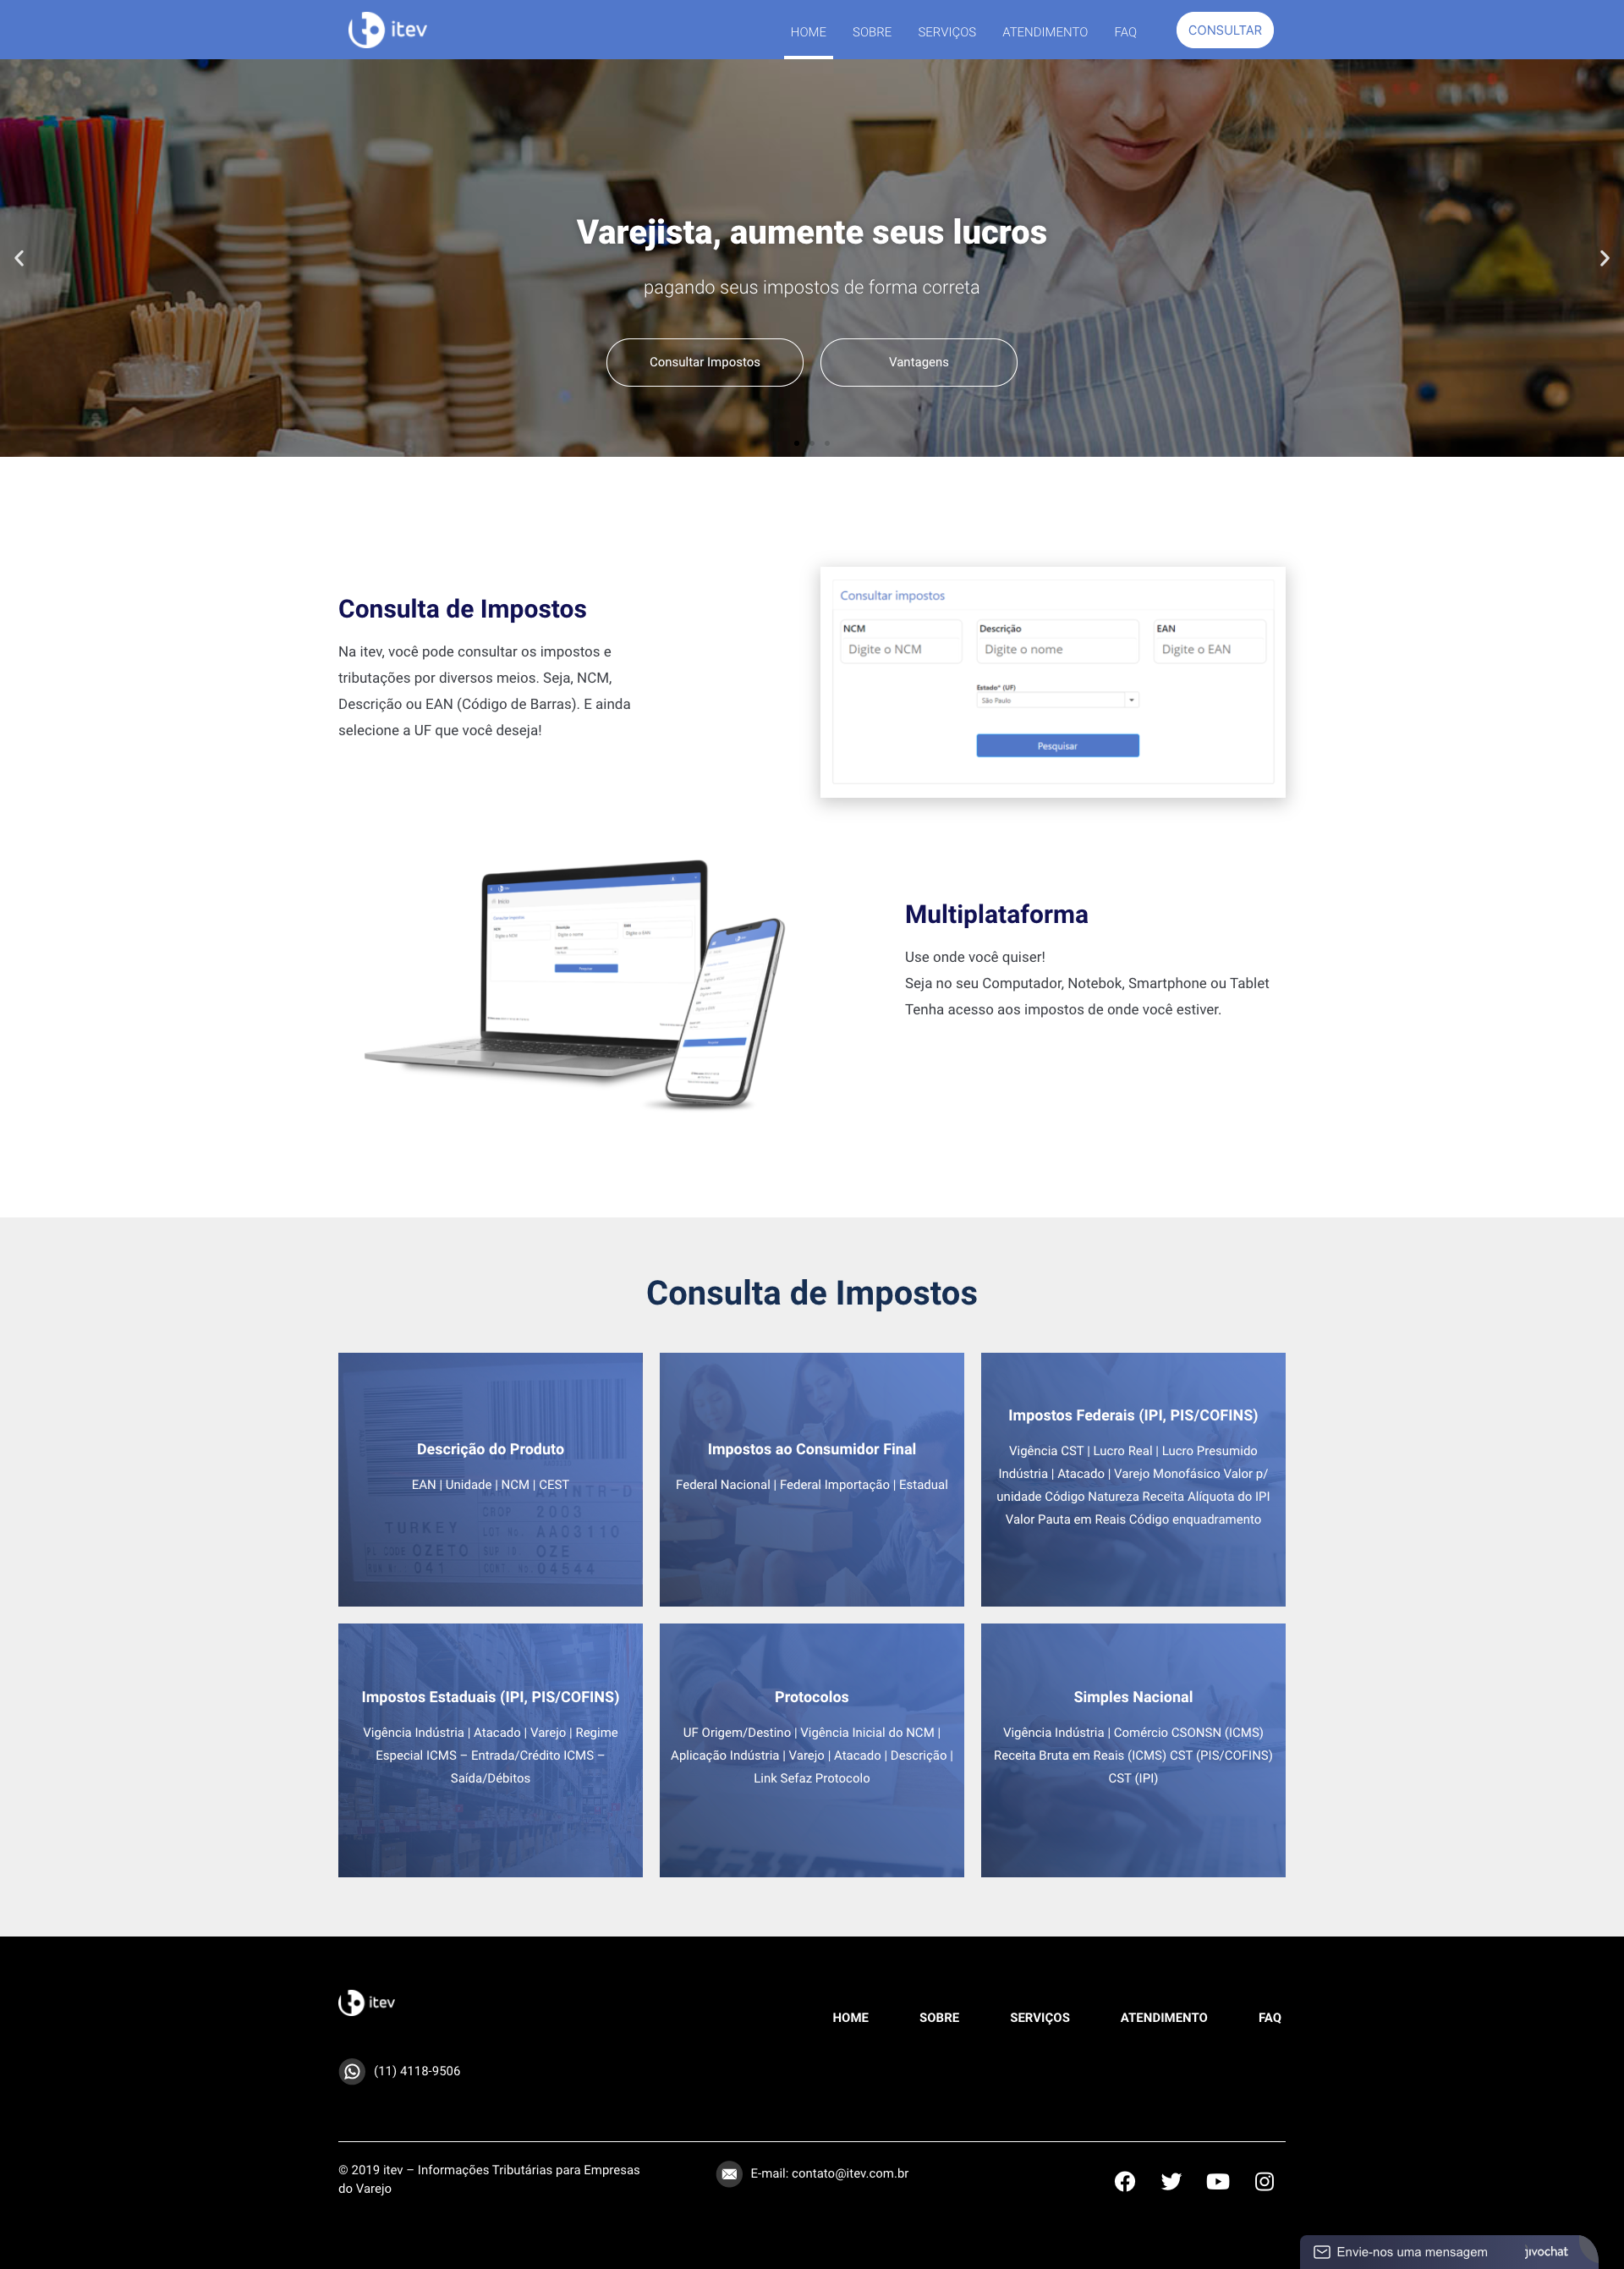 itev
HOME SOBRE SERVIÇOS ATENDIMENTO FAQ CONSULTAR
Varejista, aumente seus lucros
pagando seus impostos de forma correta
Consultar Impostos Vantagens
Consulta de Impostos
Na itev, você pode consultar os impostos e
tributações por diversos meios. Seja, NCM,
Descrição ou EAN (Código de Barras). E ainda
selecione a UF que você deseja!
Consultar impostos
NCM Descrição EAN
Digite o NCM Digite o nome Digite o EAN
Estado* (UF)
São Paulo
Pesquisar
Multiplataforma
Use onde você quiser!
Seja no seu Computador, Notebok, Smartphone ou Tablet
Tenha acesso aos impostos de onde você estiver.
Consulta de Impostos
Descrição do Produto
EAN | Unidade | NCM | CEST
CROP 2003
TURKEY LOT No. AA03110
OZETO OZE
041 04544
Impostos ao Consumidor Final
Federal Nacional | Federal Importação | Estadual
Impostos Federais (IPI, PIS/COFINS)
Vigência CST | Lucro Real | Lucro Presumido
Indústria | Atacado | Varejo Monofásico Valor p/
unidade Código Natureza Receita Alíquota do IPI
Valor Pauta em Reais Código enquadramento
Impostos Estaduais (IPI, PIS/COFINS)
Vigência Indústria | Atacado | Varejo | Regime
Especial ICMS – Entrada/Crédito ICMS –
Saída/Débitos
Protocolos
UF Origem/Destino | Vigência Inicial do NCM |
Aplicação Indústria | Varejo | Atacado | Descrição |
Link Sefaz Protocolo
Simples Nacional
Vigência Indústria | Comércio CSONSN (ICMS)
Receita Bruta em Reais (ICMS) CST (PIS/COFINS)
CST (IPI)
itev
HOME SOBRE SERVIÇOS ATENDIMENTO FAQ
(11) 4118-9506
© 2019 itev – Informações Tributárias para Empresas
do Varejo
E-mail: contato@itev.com.br
Envie-nos uma mensagem jivochat